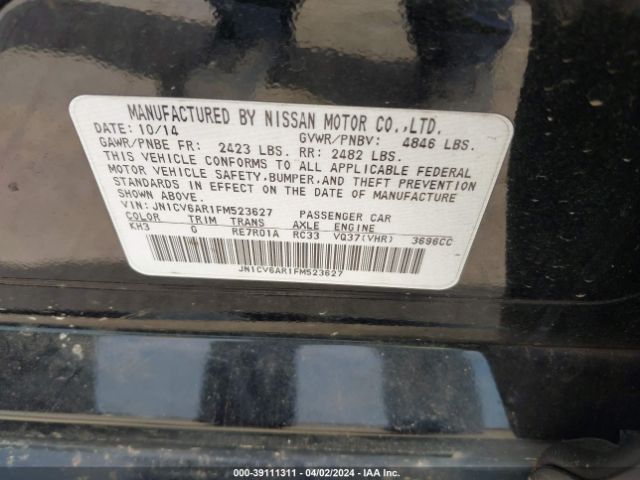 MANUFACTURED BY NISSAN MOTOR CO.,LTD.
DATE: 10/14 GVWR/PNBV: 4846 LBS.
GAWR/PNBE FR: 2423 LBS. RR: 2482 LBS.
THIS VEHICLE CONFORMS TO ALL APPLICABLE FEDERAL
MOTOR VEHICLE SAFETY,BUMPER,AND THEFT PREVENTION
STANDARDS IN EFFECT ON THE DATE OF MANUFACTURE
SHOWN ABOVE.
VIN: JN1CV6AR1FM523627 PASSENGER CAR
COLOR TRIM TRANS AXLE ENGINE
KH3 G RE7R01A RC33 VQ37(VHR) 3696CC
JN1CV6AR1FM523627
000-39111311 - 04/02/2024 - IAA Inc.